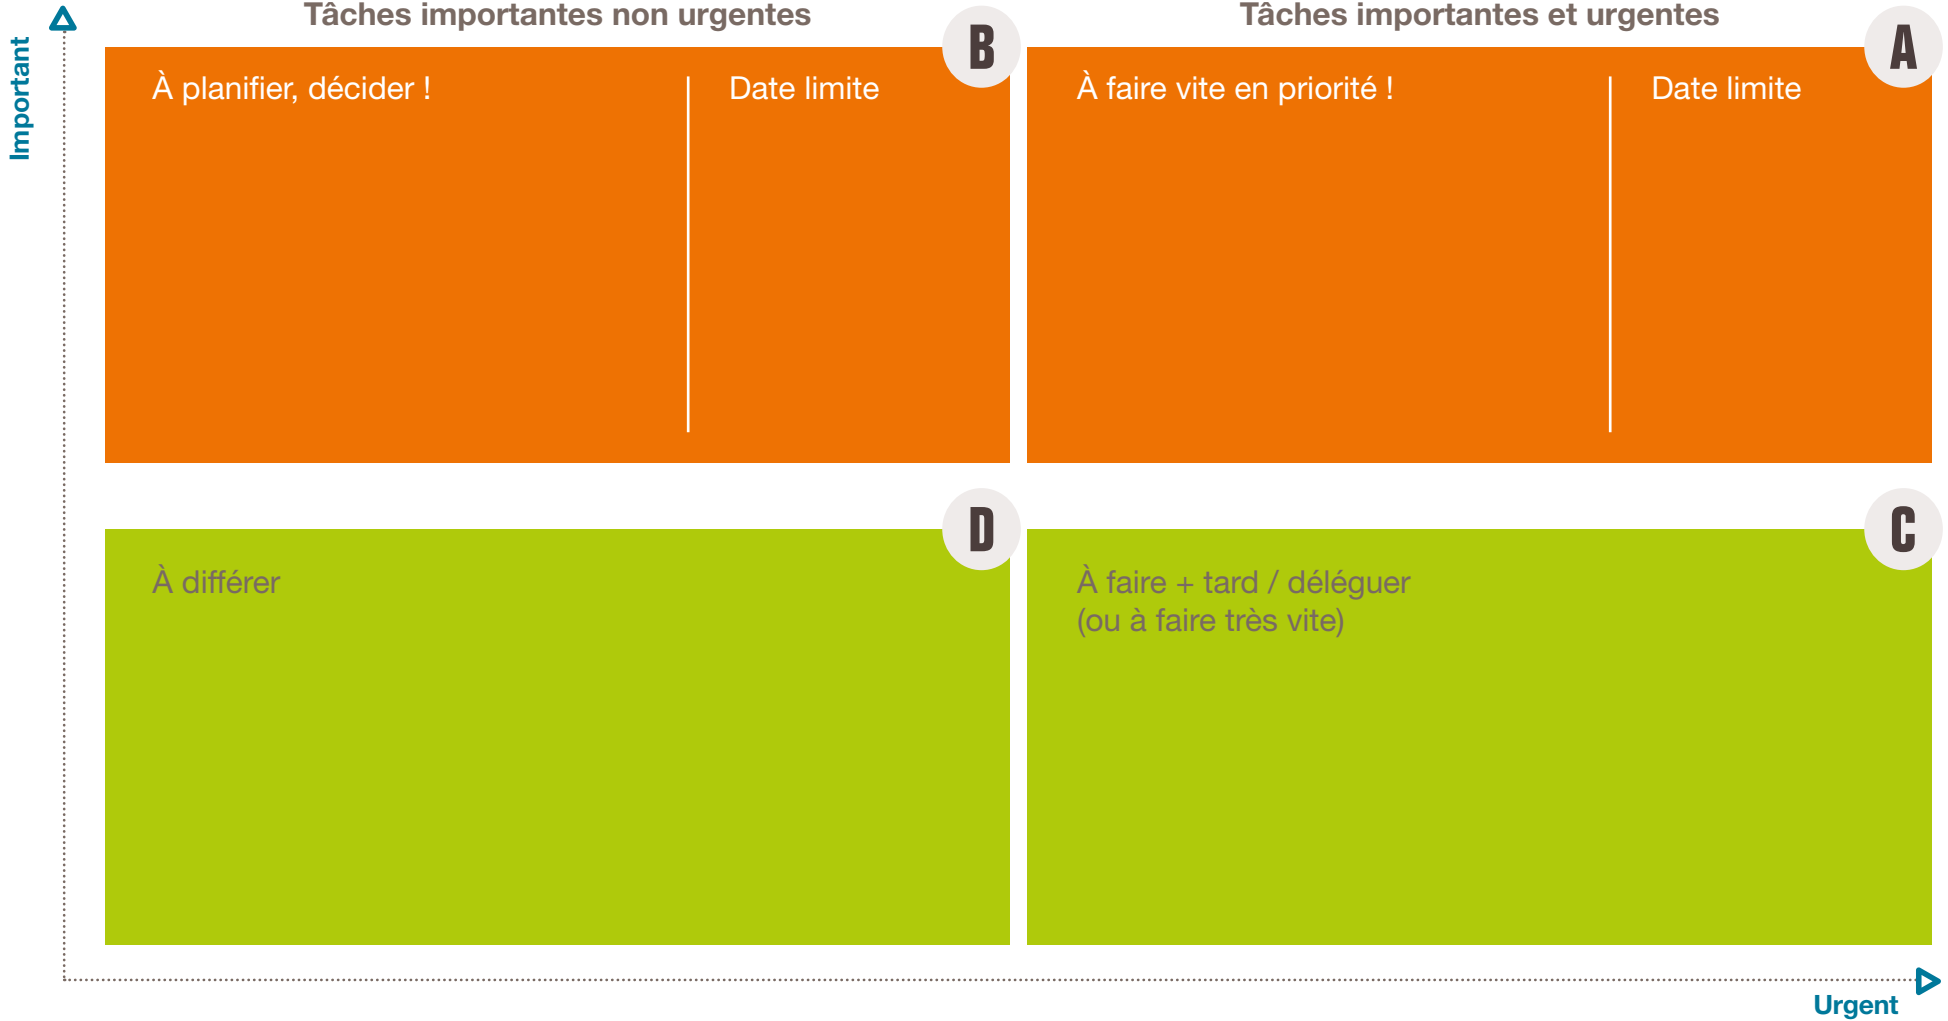 Tâches importantes non urgentes
Tâches importantes et urgentes
Important
B
A
À planifier, décider !
Date limite
À faire vite en priorité !
Date limite
D
C
À différer
À faire + tard / déléguer
(ou à faire très vite)
Urgent